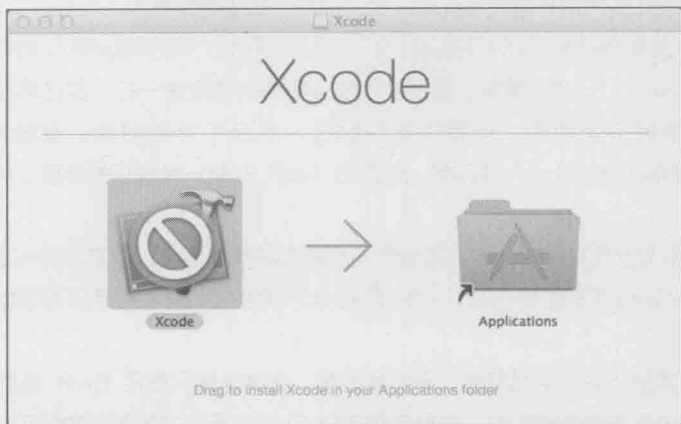 Xcode
Xcode
Xcode
Applications
Drag to install Xcode in your Applications folder